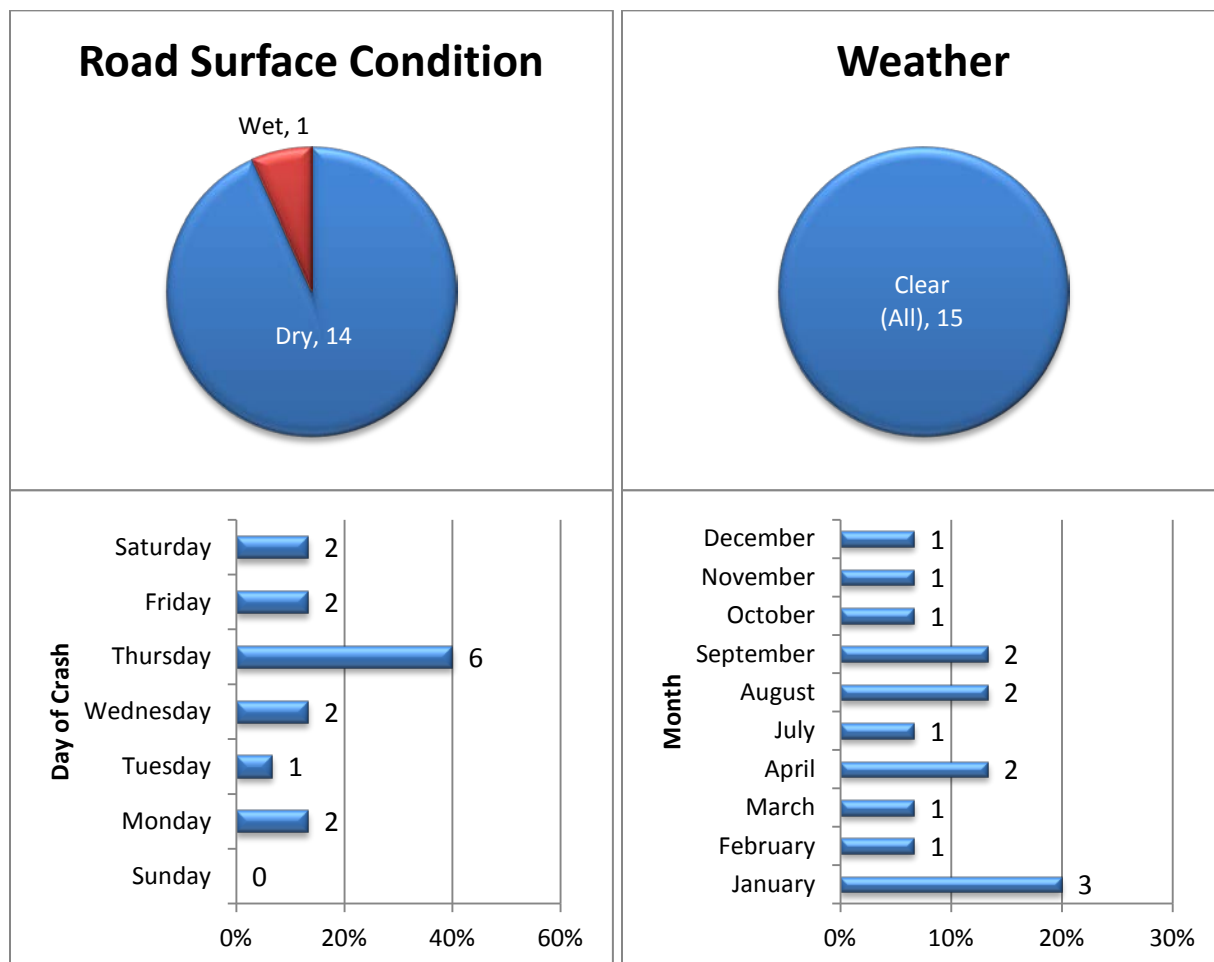 Road Surface Condition
Wet, 1
Dry, 14
Weather
Clear
(All), 15
Day of Crash
Saturday 2
Friday 2
Thursday 6
Wednesday 2
Tuesday 1
Monday 2
Sunday 0
0% 20% 40% 60%
Month
December 1
November 1
October 1
September 2
August 2
July 1
April 2
March 1
February 1
January 3
0% 10% 20% 30%